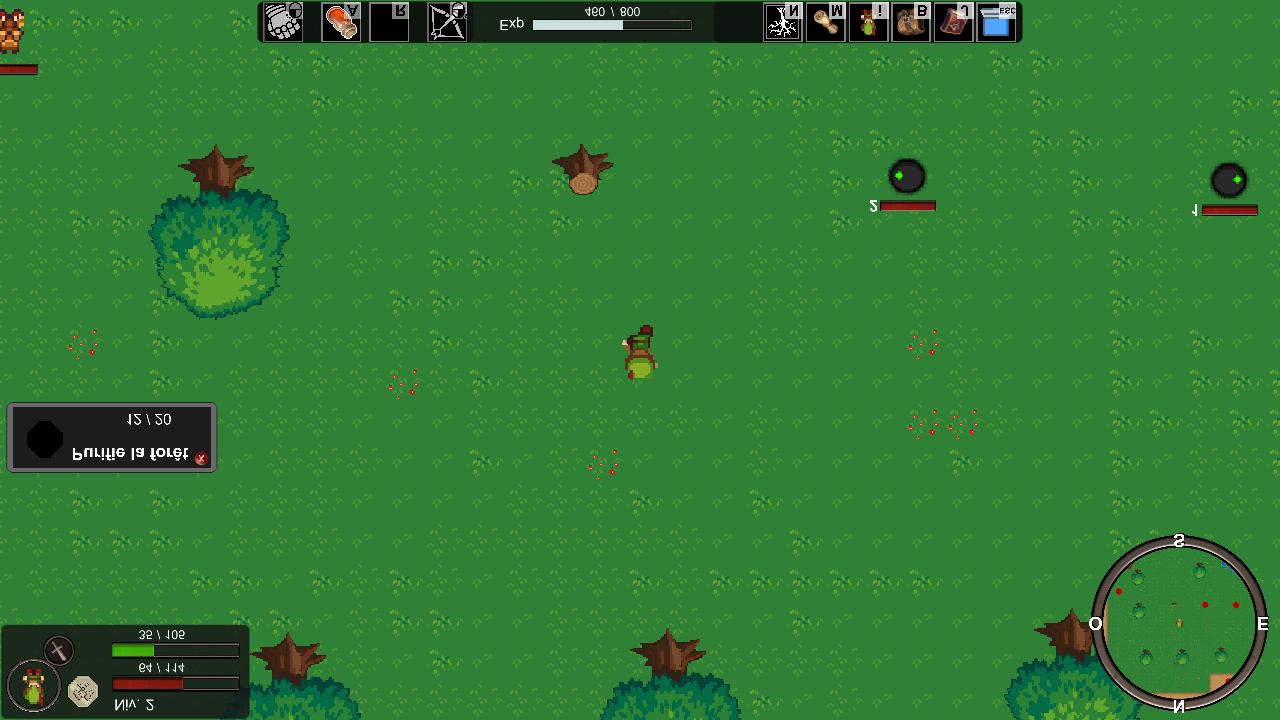 Niv. 2
64 / 114
35 / 105
N
O E
S
Purifie la forêt
x
12 / 20
2
1
Exp
460 / 800
A R N M I B J ESC